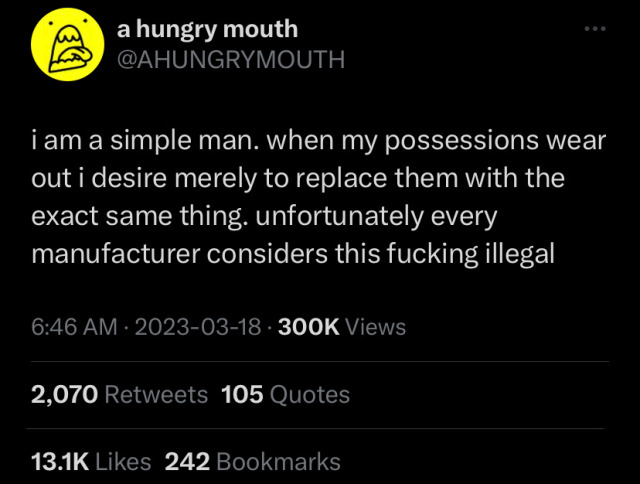 a hungry mouth
@AHUNGRYMOUTH
i am a simple man. when my possessions wear
out i desire merely to replace them with the
exact same thing. unfortunately every
manufacturer considers this fucking illegal
6:46 AM · 2023-03-18 · 300K Views
2,070 Retweets 105 Quotes
13.1K Likes 242 Bookmarks